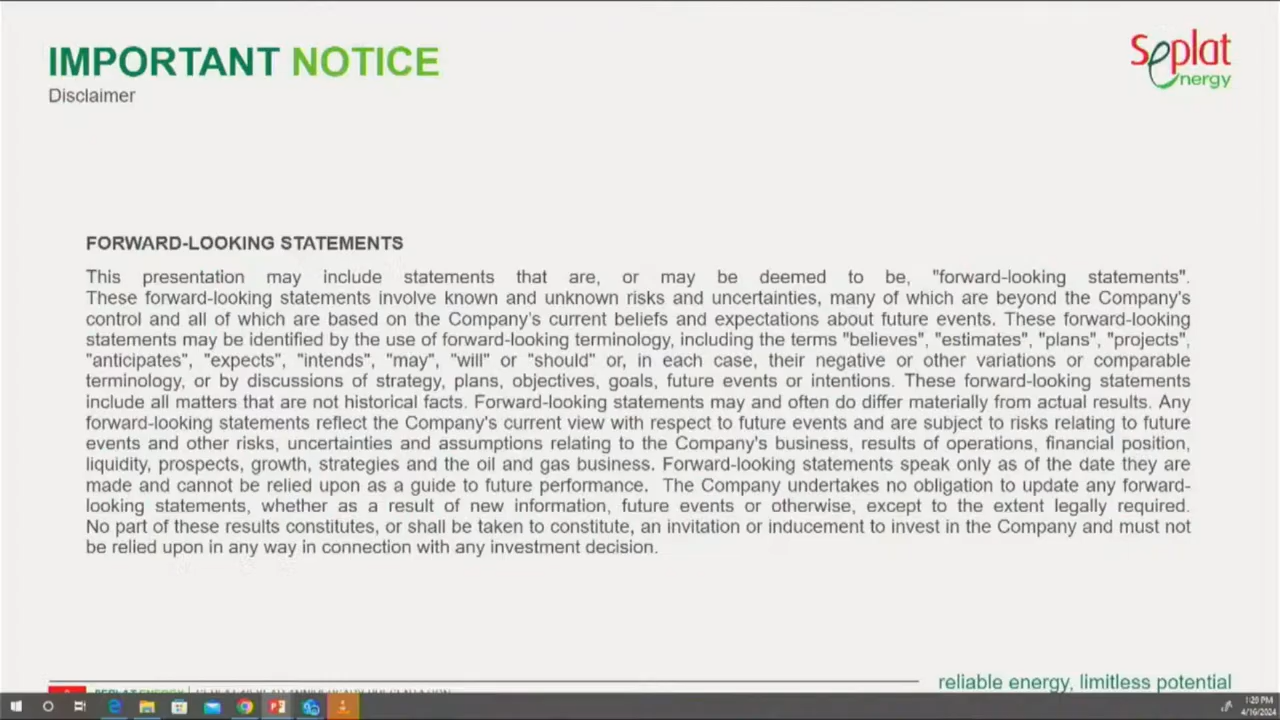 IMPORTANT NOTICE
Disclaimer
Seplat
energy
FORWARD-LOOKING STATEMENTS
This presentation may include statements that are, or may be deemed to be, "forward-looking statements".
These forward-looking statements involve known and unknown risks and uncertainties, many of which are beyond the Company's
control and all of which are based on the Company's current beliefs and expectations about future events. These forward-looking
statements may be identified by the use of forward-looking terminology, including the terms "believes", "estimates", "plans", "projects",
"anticipates", "expects", "intends", "may", "will" or "should" or, in each case, their negative or other variations or comparable
terminology, or by discussions of strategy, plans, objectives, goals, future events or intentions. These forward-looking statements
include all matters that are not historical facts. Forward-looking statements may and often do differ materially from actual results. Any
forward-looking statements reflect the Company's current view with respect to future events and are subject to risks relating to future
events and other risks, uncertainties and assumptions relating to the Company's business, results of operations, financial position,
liquidity, prospects, growth, strategies and the oil and gas business. Forward-looking statements speak only as of the date they are
made and cannot be relied upon as a guide to future performance. The Company undertakes no obligation to update any forward-
looking statements, whether as a result of new information, future events or otherwise, except to the extent legally required.
No part of these results constitutes, or shall be taken to constitute, an invitation or inducement to invest in the Company and must not
be relied upon in any way in connection with any investment decision.
reliable energy, limitless potential
SEPLAT ENERGY
1:20 PM
4/16/2024